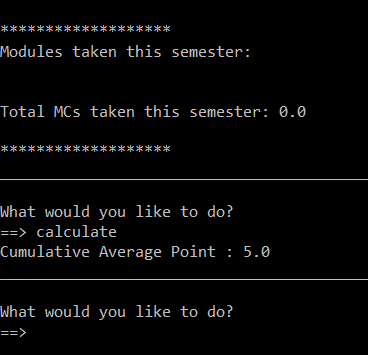 *******************
Modules taken this semester:
Total MCs taken this semester: 0.0
*******************
What would you like to do?
==> calculate
Cumulative Average Point : 5.0
What would you like to do?
==>